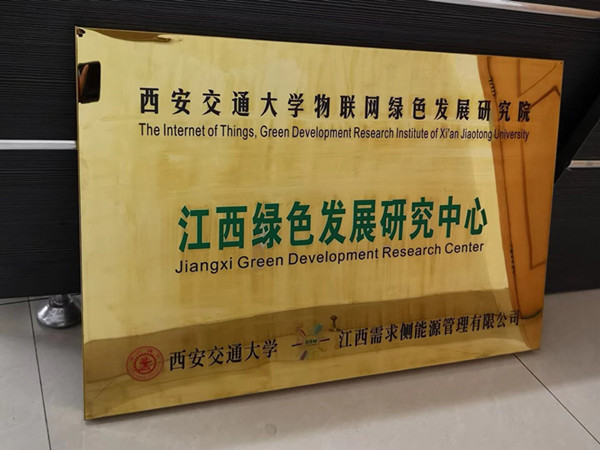 西安交通大学物联网绿色发展研究院
The Internet of Things, Green Development Research Institute of Xi'an Jiaotong University
江西绿色发展研究中心
Jiangxi Green Development Research Center
西安交通大学 江西需求侧能源管理有限公司